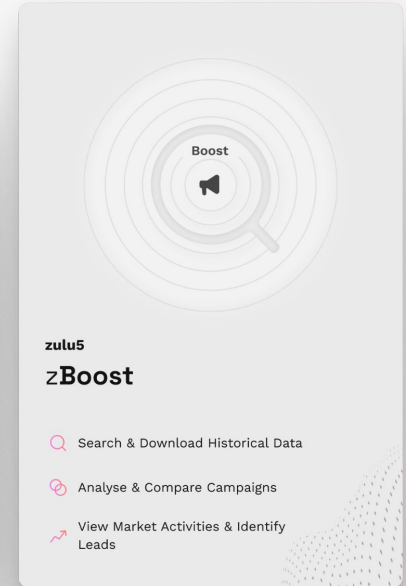 Boost
zulu5
zBoost
Search & Download Historical Data
Analyse & Compare Campaigns
View Market Activities & Identify
Leads